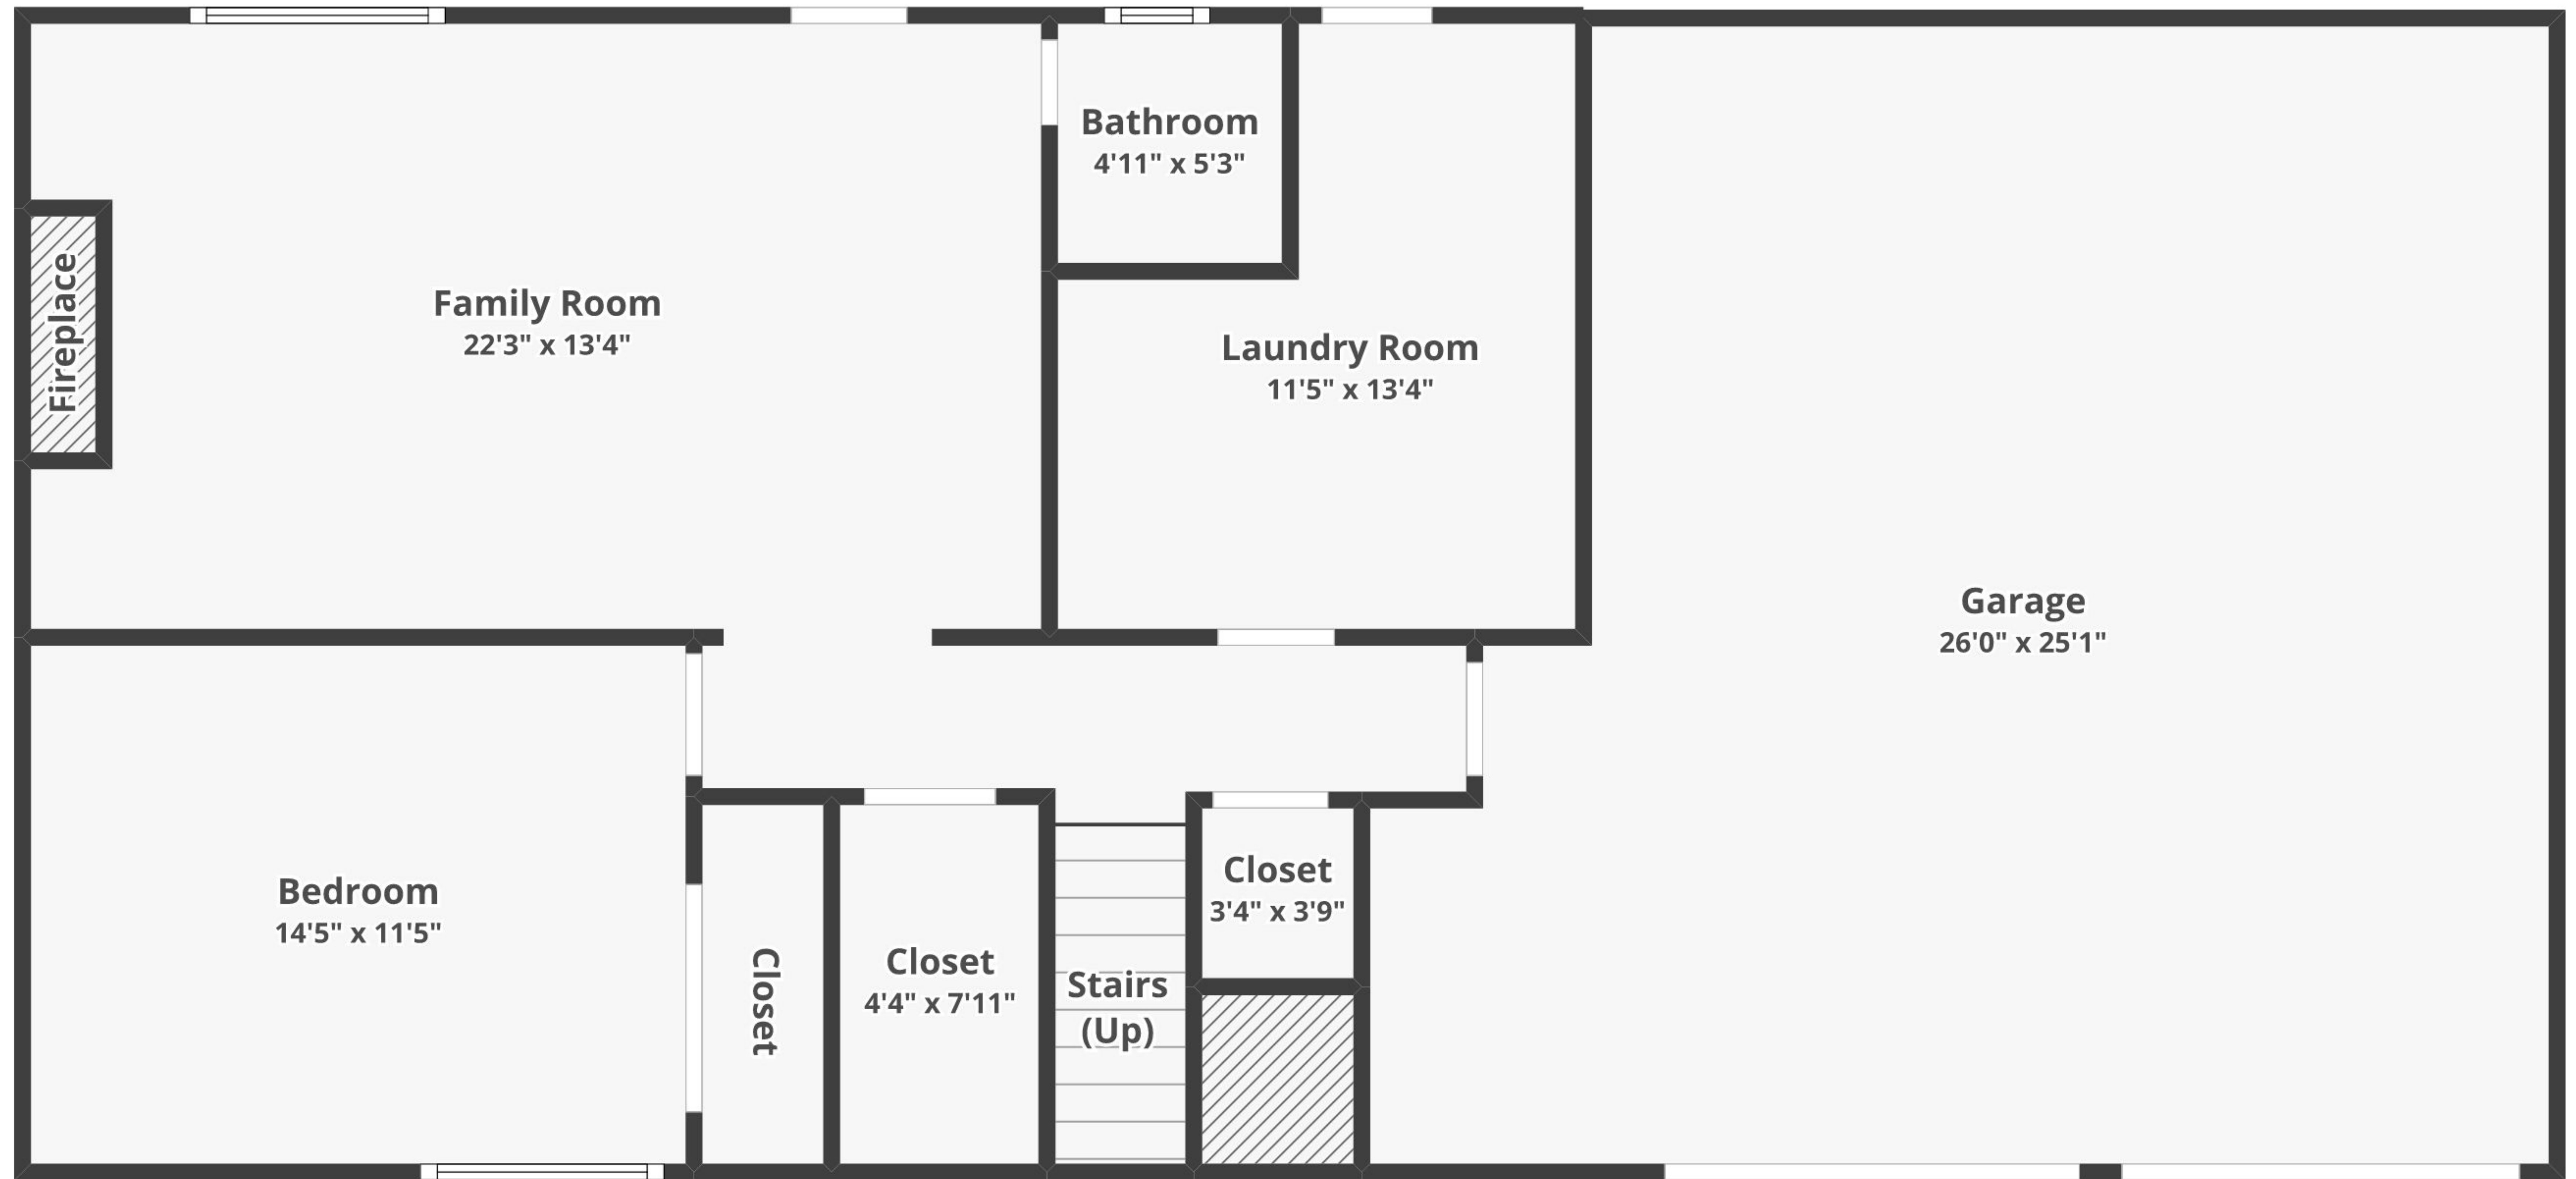 Bathroom
4'11" x 5'3"
Family Room
22'3" x 13'4"
Fireplace
Laundry Room
11'5" x 13'4"
Garage
26'0" x 25'1"
Bedroom
14'5" x 11'5"
Closet
Closet
4'4" x 7'11"
Stairs
(Up)
Closet
3'4" x 3'9"